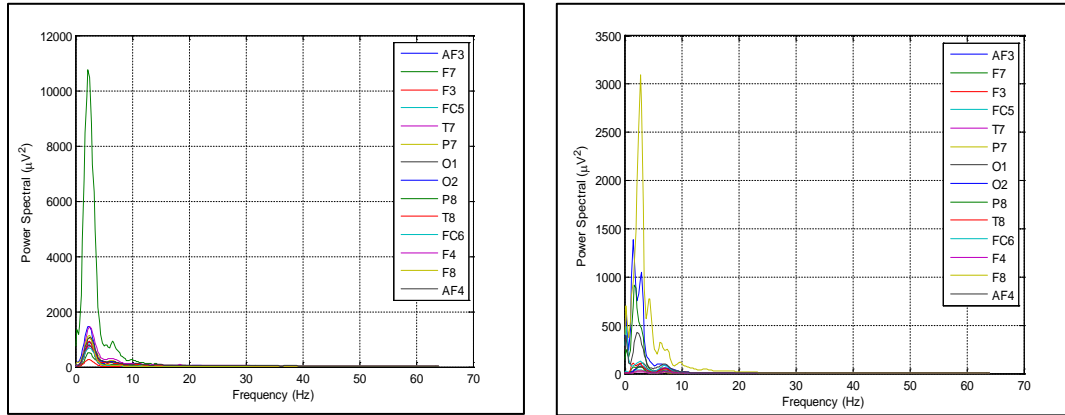 12000
10000
8000
6000
4000
2000
0
0 10 20 30 40 50 60 70
Power Spectral (μV²)
Frequency (Hz)
AF3
F7
F3
FC5
T7
P7
O1
O2
P8
T8
FC6
F4
F8
AF4
3500
3000
2500
2000
1500
1000
500
0
0 10 20 30 40 50 60 70
Power Spectral (μV²)
Frequency (Hz)
AF3
F7
F3
FC5
T7
P7
O1
O2
P8
T8
FC6
F4
F8
AF4